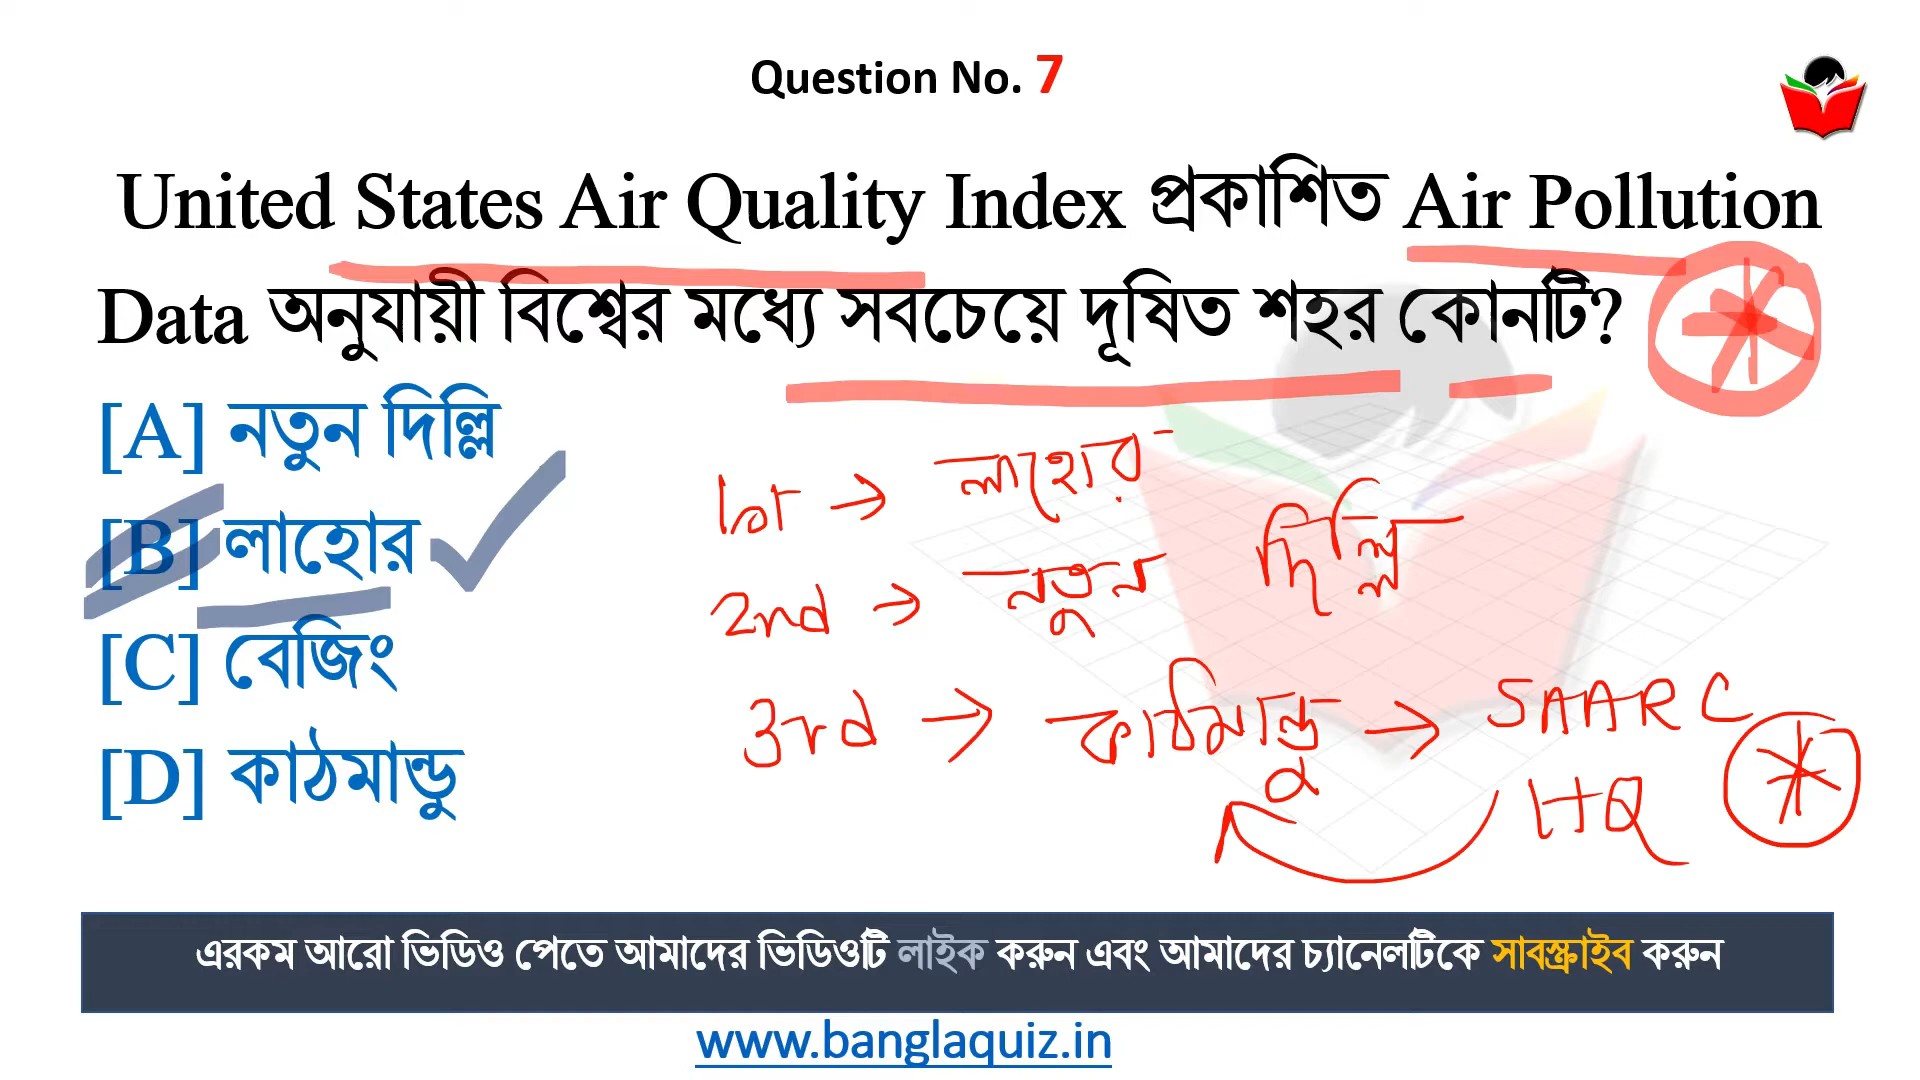 Question No. 7
United States Air Quality Index প্রকাশিত Air Pollution
Data অনুযায়ী বিশ্বের মধ্যে সবচেয়ে দূষিত শহর কোনটি?
[A] নতুন দিল্লি
[B] লাহোর
[C] বেজিং
[D] কাঠমান্ডু
1st → লাহোর
2nd → নতুন দিল্লি
3rd → কাঠমান্ডু → SAARC
HQ
এরকম আরো ভিডিও পেতে আমাদের ভিডিওটি লাইক করুন এবং আমাদের চ্যানেলটিকে সাবস্ক্রাইব করুন
www.banglaquiz.in